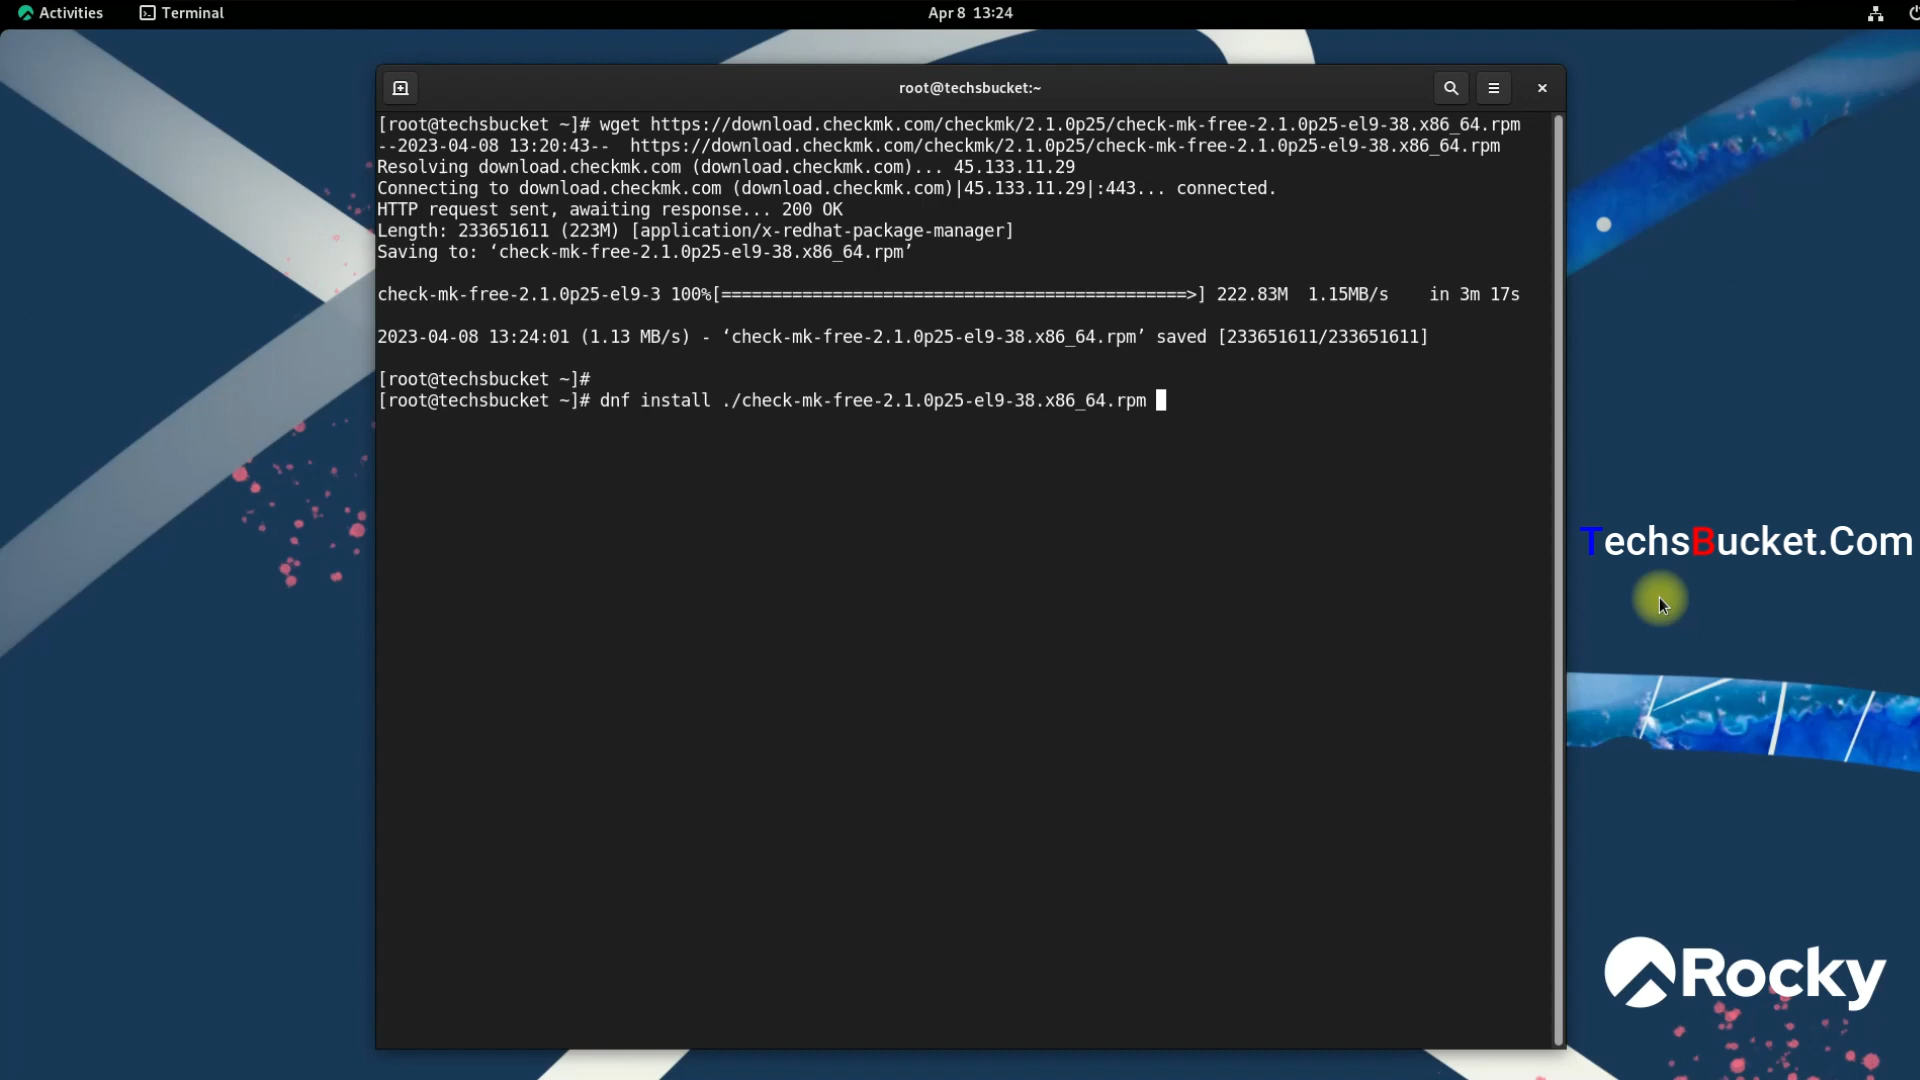 Activities Terminal Apr 8 13:24
root@techsbucket:~
[root@techsbucket ~]# wget https://download.checkmk.com/checkmk/2.1.0p25/check-mk-free-2.1.0p25-el9-38.x86_64.rpm
--2023-04-08 13:20:43--  https://download.checkmk.com/checkmk/2.1.0p25/check-mk-free-2.1.0p25-el9-38.x86_64.rpm
Resolving download.checkmk.com (download.checkmk.com)... 45.133.11.29
Connecting to download.checkmk.com (download.checkmk.com)|45.133.11.29|:443... connected.
HTTP request sent, awaiting response... 200 OK
Length: 233651611 (223M) [application/x-redhat-package-manager]
Saving to: ‘check-mk-free-2.1.0p25-el9-38.x86_64.rpm’
check-mk-free-2.1.0p25-el9-3 100%[==============================================>] 222.83M  1.15MB/s    in 3m 17s
2023-04-08 13:24:01 (1.13 MB/s) - ‘check-mk-free-2.1.0p25-el9-38.x86_64.rpm’ saved [233651611/233651611]
[root@techsbucket ~]#
[root@techsbucket ~]# dnf install ./check-mk-free-2.1.0p25-el9-38.x86_64.rpm
TechsBucket.Com
Rocky